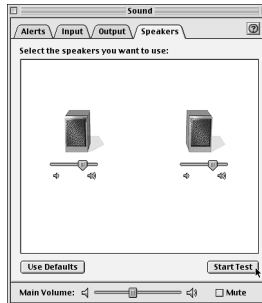 Sound
Alerts Input Output Speakers ?
Select the speakers you want to use:
Use Defaults Start Test
Main Volume: Mute